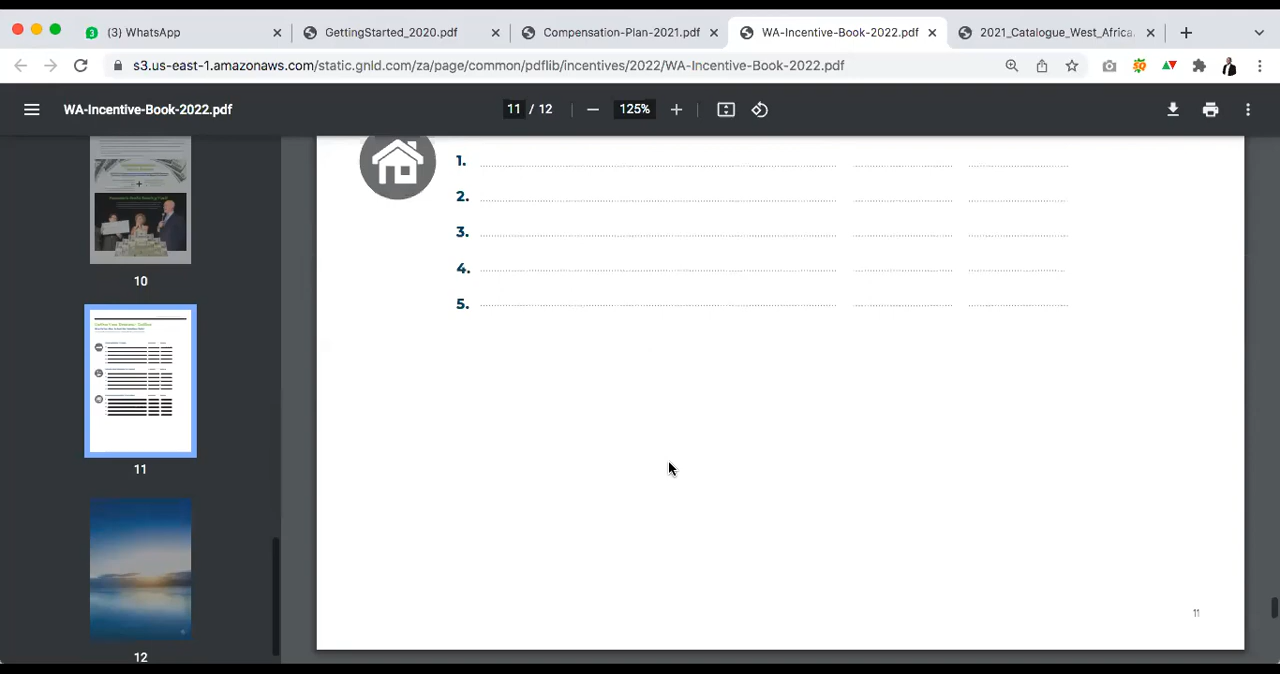 (3) WhatsApp
GettingStarted_2020.pdf
Compensation-Plan-2021.pdf
WA-Incentive-Book-2022.pdf
2021_Catalogue_West_Africa.
s3.us-east-1.amazonaws.com/static.gnld.com/za/page/common/pdflib/incentives/2022/WA-Incentive-Book-2022.pdf
WA-Incentive-Book-2022.pdf
11 / 12
125%
1.
2.
3.
4.
5.
10
11
12
11